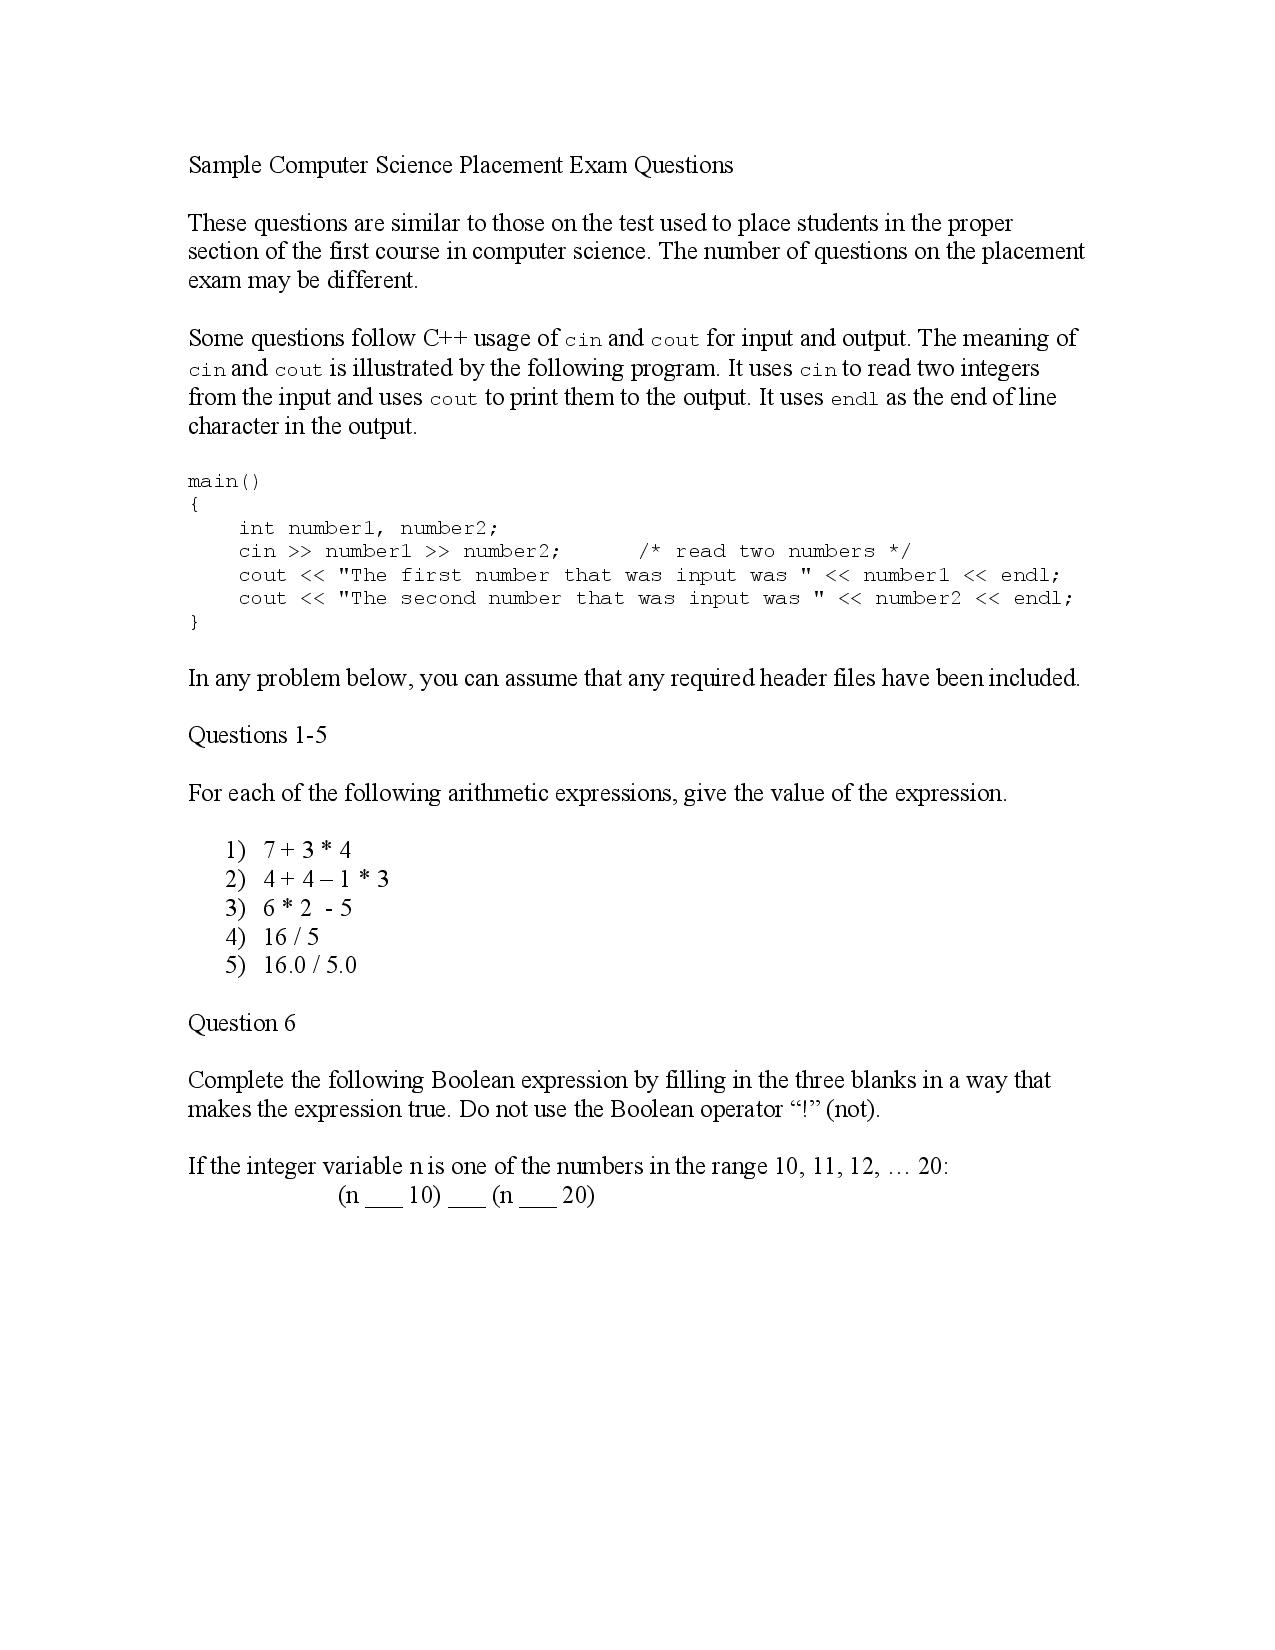 Sample Computer Science Placement Exam Questions
These questions are similar to those on the test used to place students in the proper
section of the first course in computer science. The number of questions on the placement
exam may be different.
Some questions follow C++ usage of cin and cout for input and output. The meaning of
cin and cout is illustrated by the following program. It uses cin to read two integers
from the input and uses cout to print them to the output. It uses endl as the end of line
character in the output.
main()
{
    int number1, number2;
    cin >> number1 >> number2;      /* read two numbers */
    cout << "The first number that was input was " << number1 << endl;
    cout << "The second number that was input was " << number2 << endl;
}
In any problem below, you can assume that any required header files have been included.
Questions 1-5
For each of the following arithmetic expressions, give the value of the expression.
1) 7 + 3 * 4
2) 4 + 4 – 1 * 3
3) 6 * 2 - 5
4) 16 / 5
5) 16.0 / 5.0
Question 6
Complete the following Boolean expression by filling in the three blanks in a way that
makes the expression true. Do not use the Boolean operator “!” (not).
If the integer variable n is one of the numbers in the range 10, 11, 12, … 20:
(n ___ 10) ___ (n ___ 20)